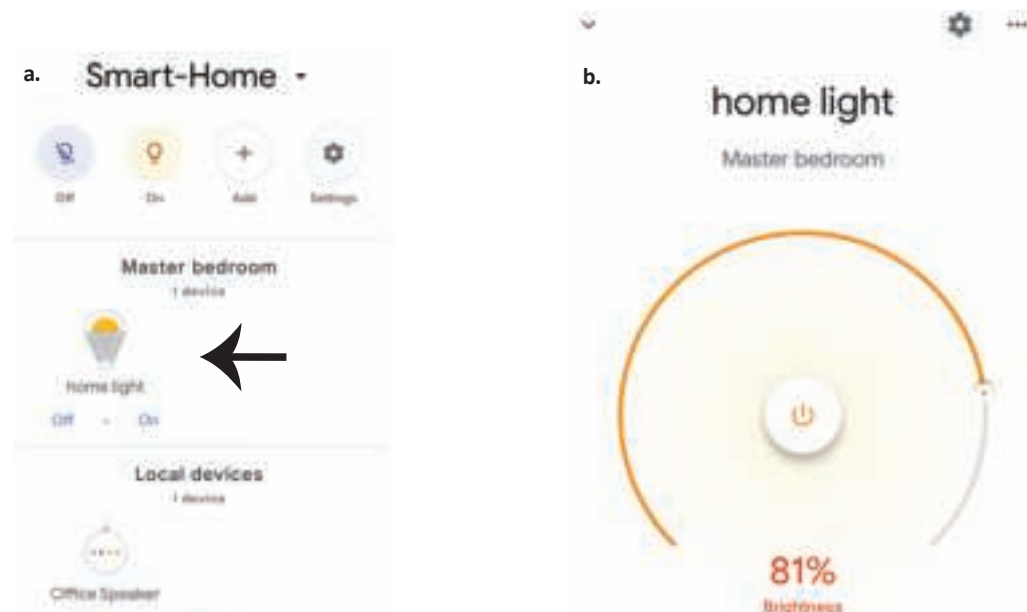 a.
Smart-Home
Off
On
Add
Settings
Master bedroom
1 device
home light
Off - On
Local devices
1 device
Office Speaker
b.
home light
Master bedroom
81%
Brightness